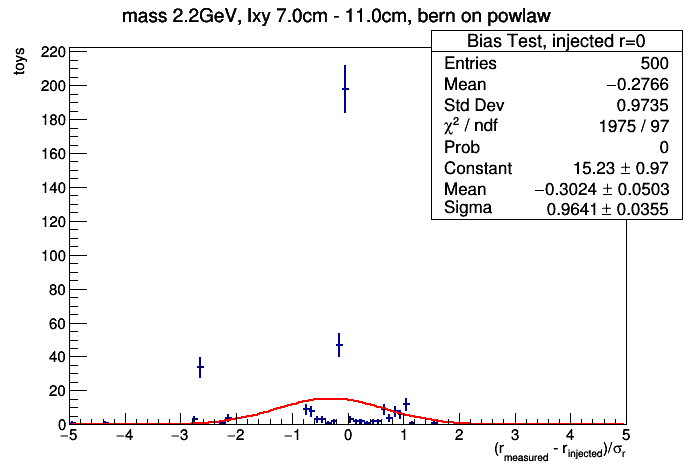 mass 2.2GeV, lxy 7.0cm - 11.0cm, bern on powlaw
toys
Bias Test, injected r=0
Entries 500
Mean −0.2766
Std Dev 0.9735
χ² / ndf 1975 / 97
Prob 0
Constant 15.23 ± 0.97
Mean −0.3024 ± 0.0503
Sigma 0.9641 ± 0.0355
220
200
180
160
140
120
100
80
60
40
20
0
−5 −4 −3 −2 −1 0 1 2 3 4 5
(r_measured - r_injected)/σ_r